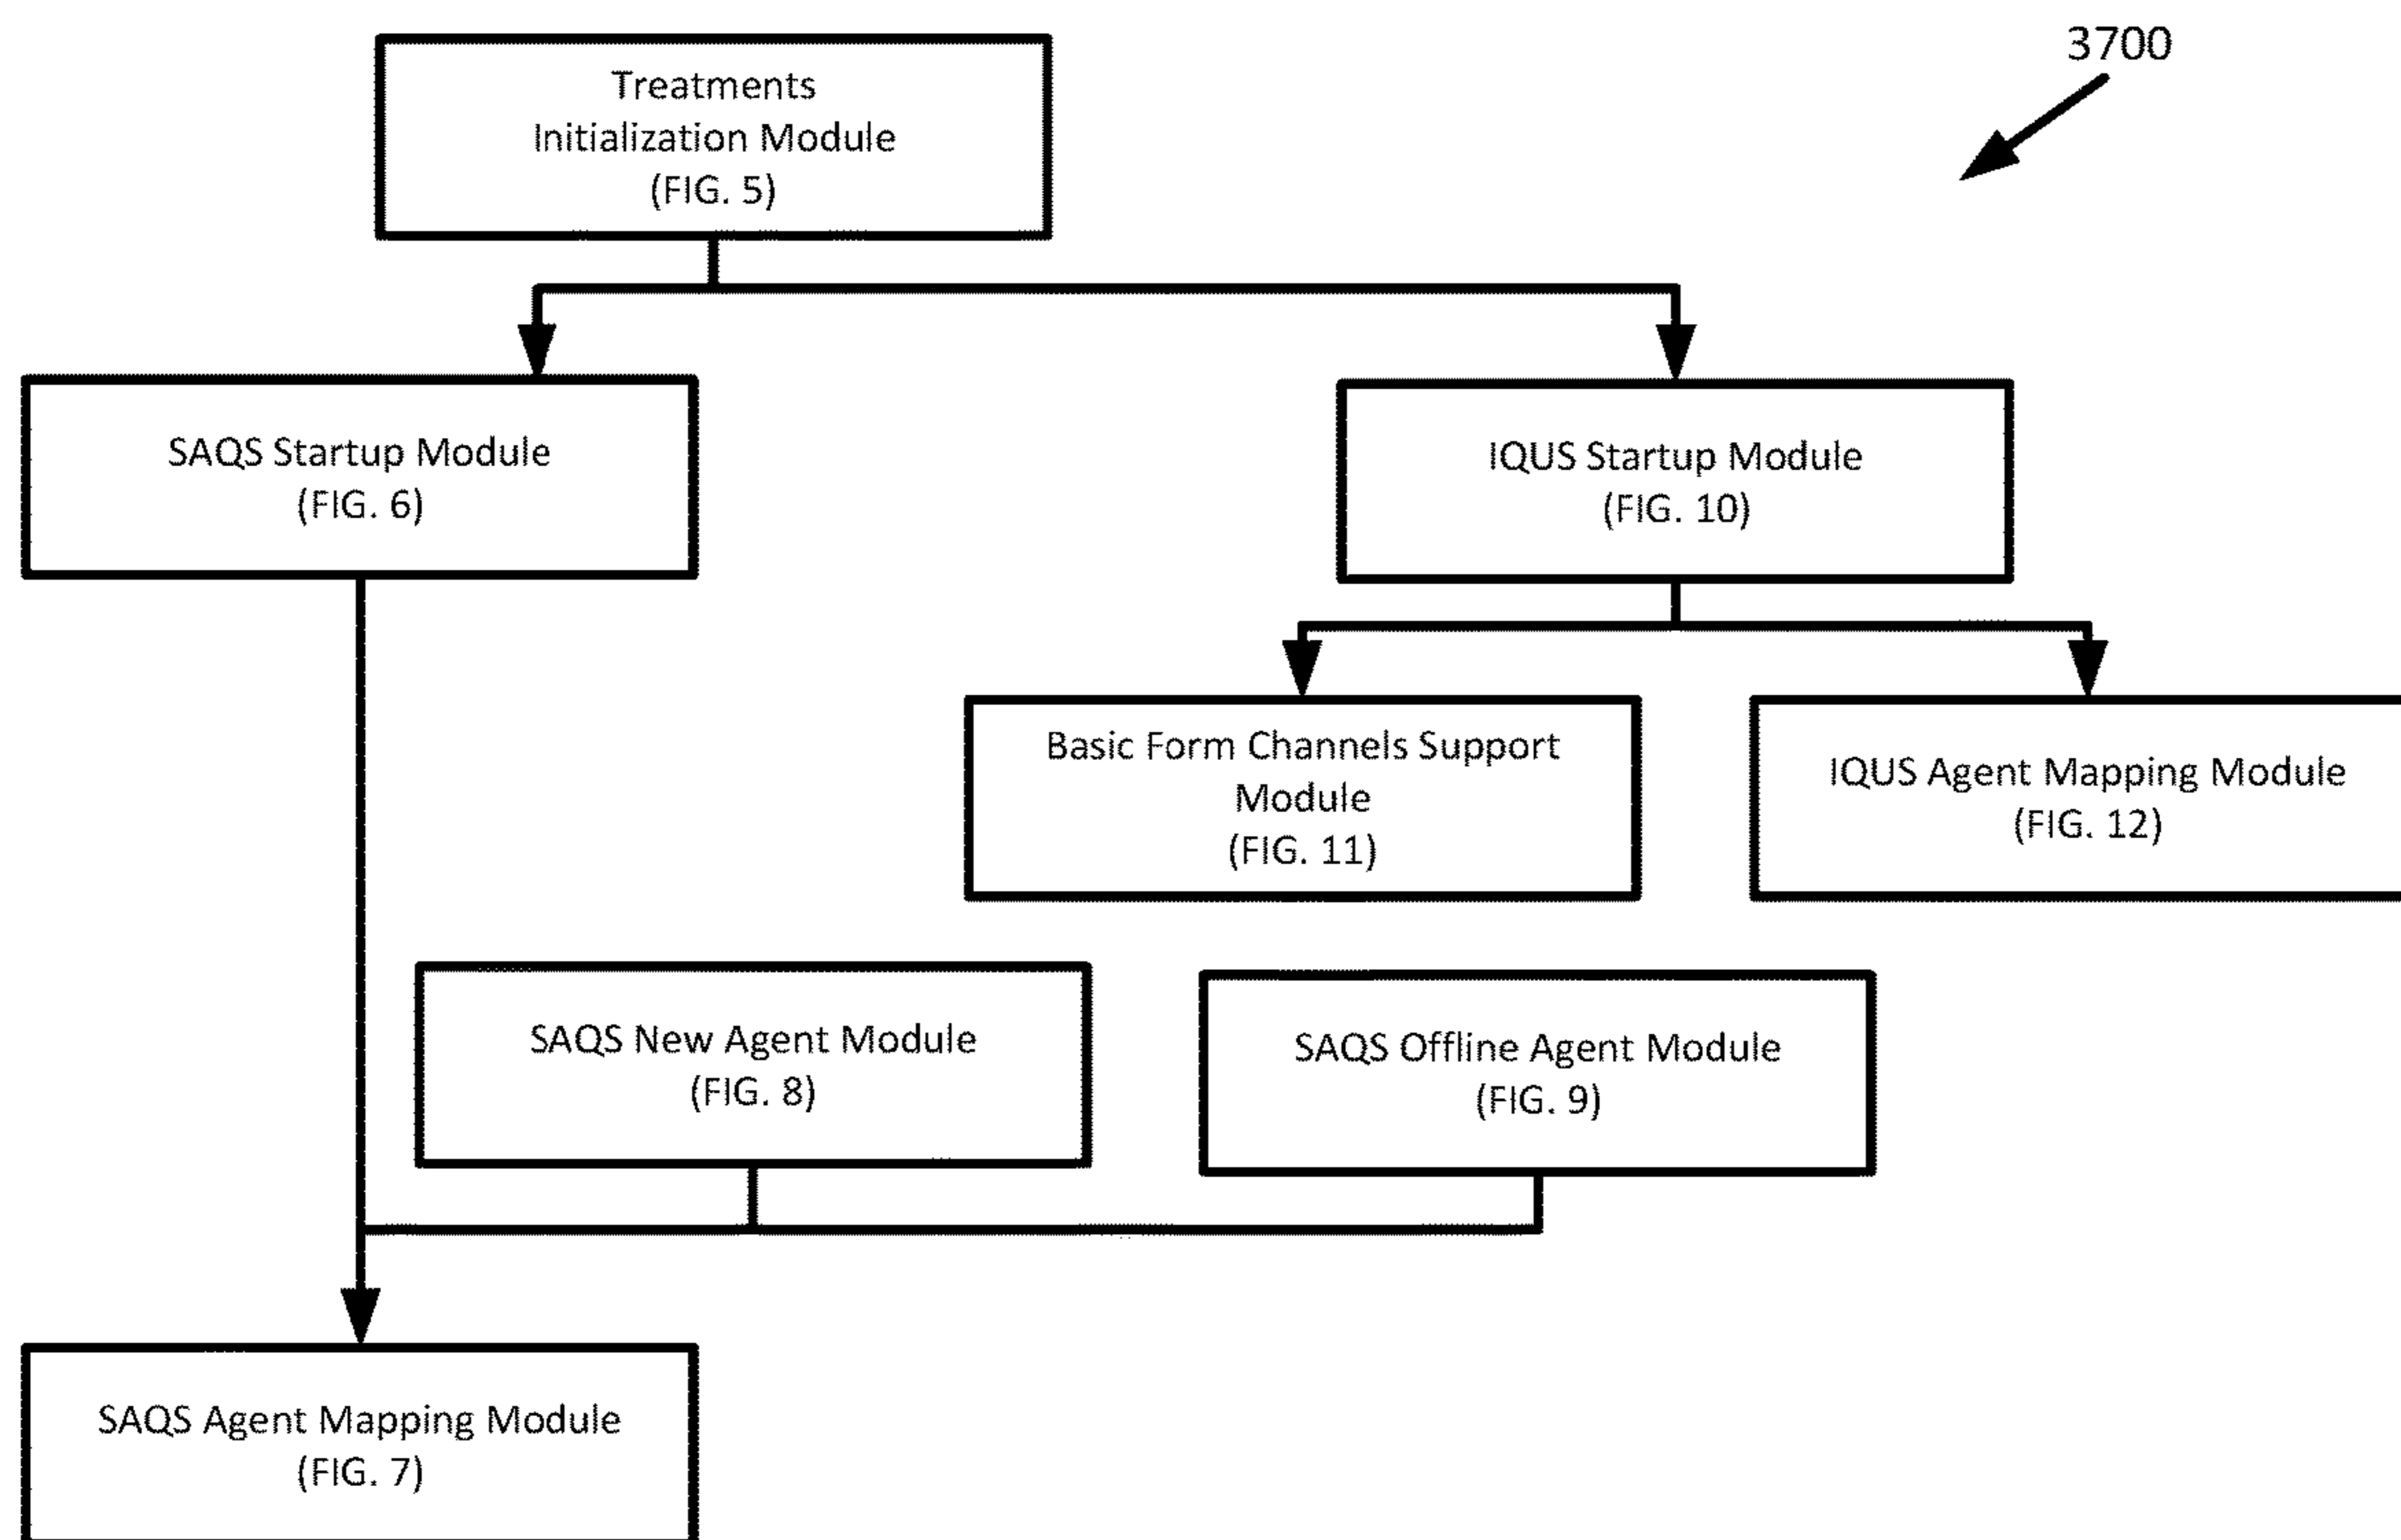 3700
Treatments
Initialization Module
(FIG. 5)
SAQS Startup Module
(FIG. 6)
IQUS Startup Module
(FIG. 10)
Basic Form Channels Support
Module
(FIG. 11)
IQUS Agent Mapping Module
(FIG. 12)
SAQS New Agent Module
(FIG. 8)
SAQS Offline Agent Module
(FIG. 9)
SAQS Agent Mapping Module
(FIG. 7)